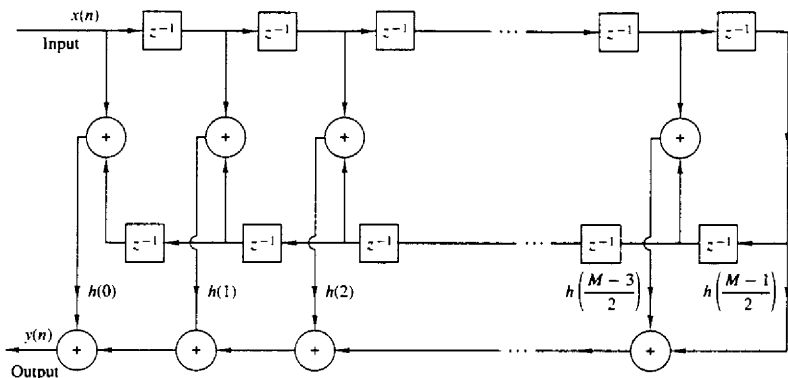 x(n)
Input
z⁻¹ z⁻¹ z⁻¹ ... z⁻¹ z⁻¹
+ + + +
z⁻¹ z⁻¹ z⁻¹ ... z⁻¹ z⁻¹
h(0) h(1) h(2) h((M − 3)/2) h((M − 1)/2)
y(n)
+ + + ... +
Output